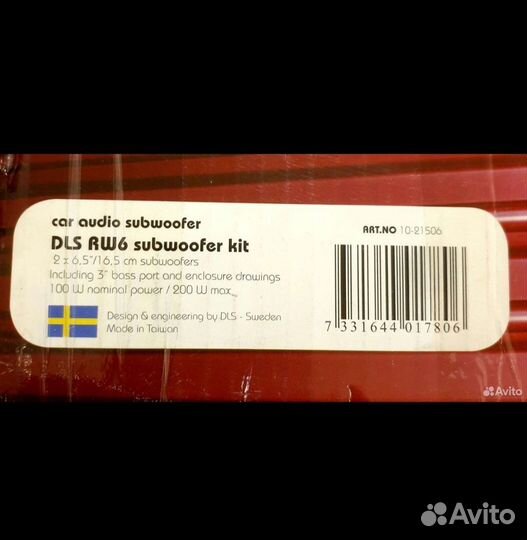 car audio subwoofer
DLS RW6 subwoofer kit
2 x 6,5"/16,5 cm subwoofers
Including 3" bass port and enclosure drawings
100 W nominal power / 200 W max
Design & engineering by DLS - Sweden
Made in Taiwan
ART.NO 10-21506
7 331644 017806
Avito
Avito